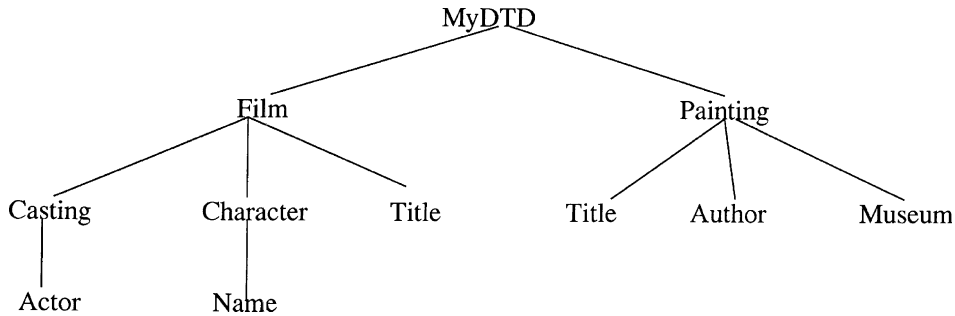 MyDTD
Film Painting
Casting Character Title Title Author Museum
Actor Name